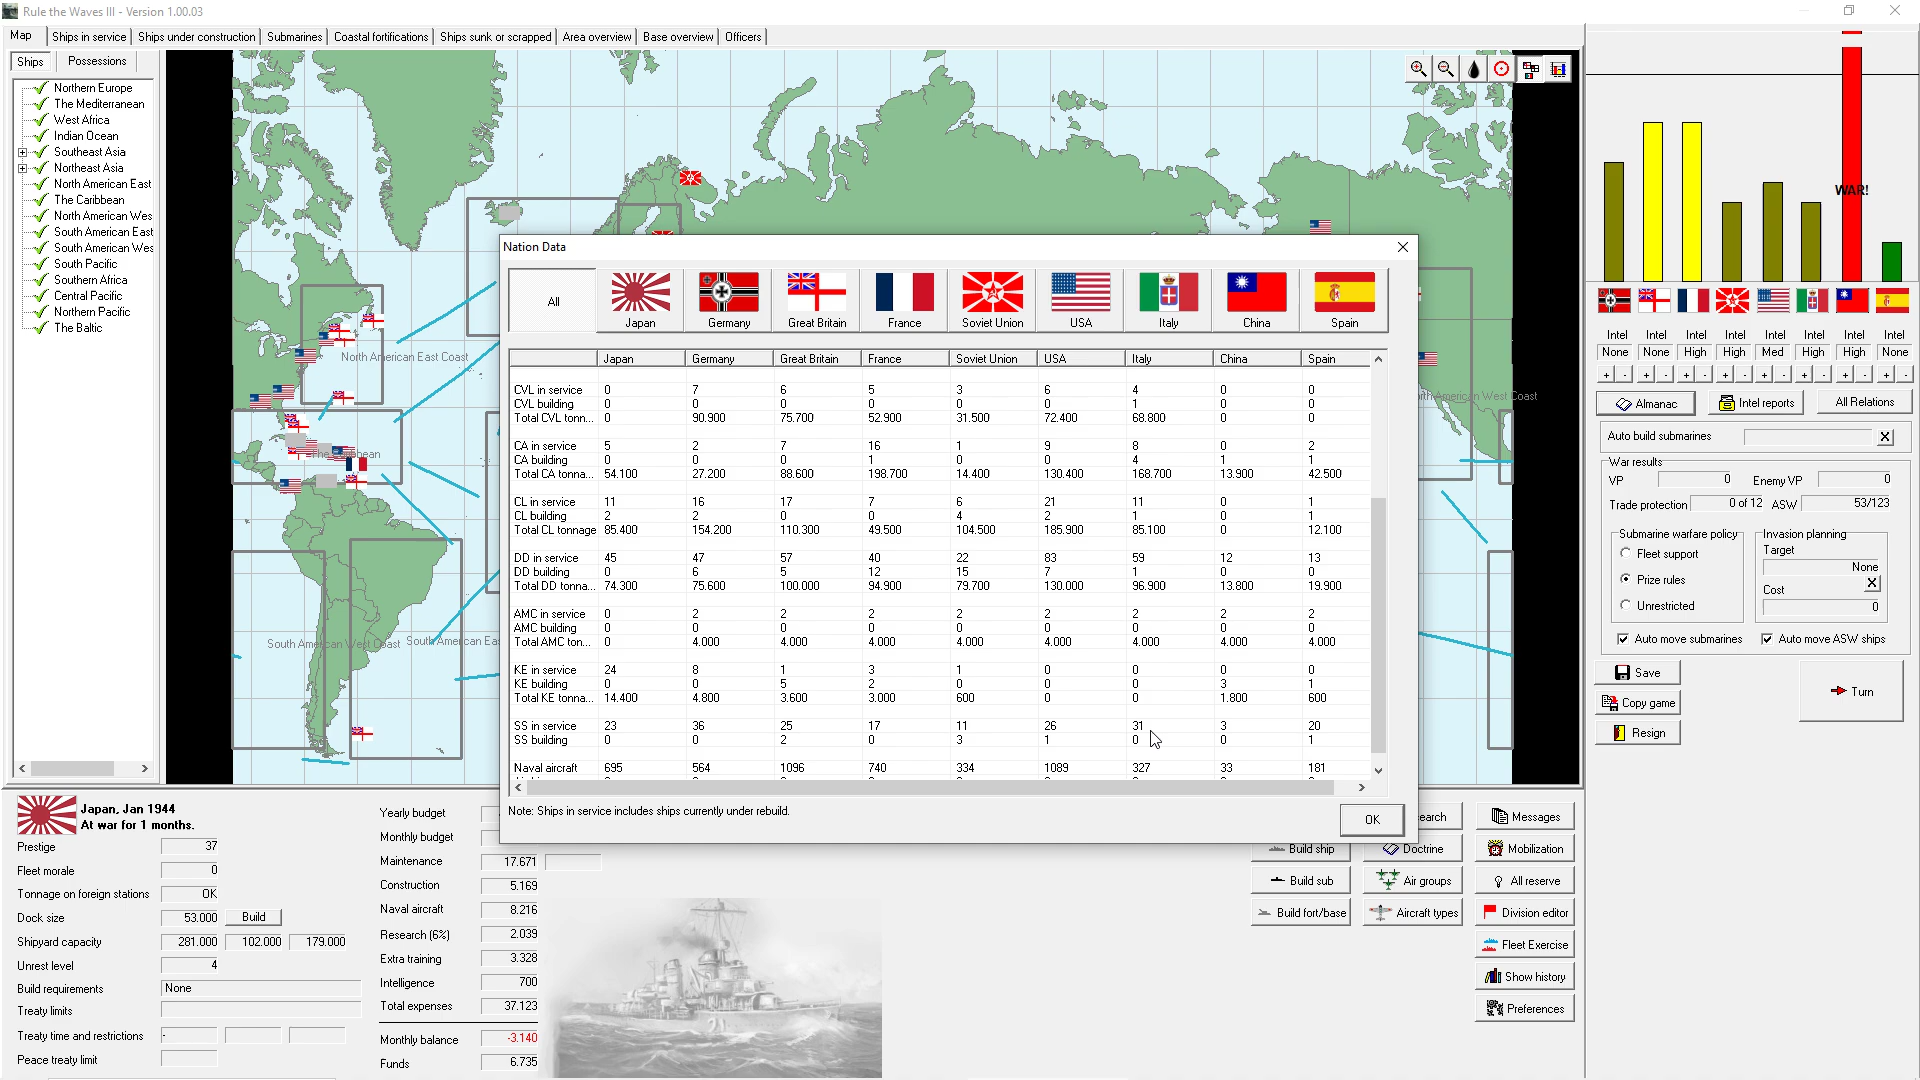 Rule the Waves III - Version 1.00.03
Map Ships in service Ships under construction Submarines Coastal fortifications Ships sunk or scrapped Area overview Base overview Officers
Ships Possessions
Northern Europe
The Mediterranean
West Africa
Indian Ocean
Southeast Asia
Northeast Asia
North American East
The Caribbean
North American Wes
South American East
South American Wes
South Pacific
Southern Africa
Central Pacific
Northern Pacific
The Baltic
North American East Coast
The Caribbean
South American West Coast
South American Eas
rth American West Coast
Nation Data
All Japan Germany Great Britain France Soviet Union USA Italy China Spain
Japan Germany Great Britain France Soviet Union USA Italy China Spain
CVL in service 0 7 6 5 3 6 4 0 0
CVL building 0 0 0 0 0 0 1 0 0
Total CVL tonn... 0 90.900 75.700 52.900 31.500 72.400 68.800 0 0
CA in service 5 2 7 16 1 9 8 0 2
CA building 0 0 0 1 0 0 4 1 1
Total CA tonna... 54.100 27.200 88.600 198.700 14.400 130.400 168.700 13.900 42.500
CL in service 11 16 17 7 6 21 11 0 1
CL building 2 2 0 0 4 2 1 0 1
Total CL tonnage 85.400 154.200 110.300 49.500 104.500 185.900 85.100 0 12.100
DD in service 45 47 57 40 22 83 59 12 13
DD building 0 6 5 12 15 7 1 0 0
Total DD tonna... 74.300 75.600 100.000 94.900 79.700 130.000 96.900 13.800 19.900
AMC in service 0 2 2 2 2 2 2 2 2
AMC building 0 0 0 0 0 0 0 0 0
Total AMC ton... 0 4.000 4.000 4.000 4.000 4.000 4.000 4.000 4.000
KE in service 24 8 1 3 1 0 0 0 0
KE building 0 0 5 2 0 0 0 3 1
Total KE tonna... 14.400 4.800 3.600 3.000 600 0 0 1.800 600
SS in service 23 36 25 17 11 26 31 3 20
SS building 0 0 2 0 3 1 0 0 1
Naval aircraft 695 564 1096 740 334 1089 327 33 181
Note: Ships in service includes ships currently under rebuild.
OK
WAR!
Intel Intel Intel Intel Intel Intel Intel Intel
None None High High Med High High None
+ - + - + - + - + - + - + - + -
Almanac Intel reports All Relations
Auto build submarines X
War results
VP 0 Enemy VP 0
Trade protection 0 of 12 ASW 53/123
Submarine warfare policy
Fleet support
Prize rules
Unrestricted
Invasion planning
Target
None
Cost X
0
Auto move submarines Auto move ASW ships
Save
Copy game
Resign
Turn
Japan, Jan 1944
At war for 1 months.
Prestige 37
Fleet morale 0
Tonnage on foreign stations OK
Dock size 53.000 Build
Shipyard capacity 281.000 102.000 179.000
Unrest level 4
Build requirements None
Treaty limits
Treaty time and restrictions -
Peace treaty limit
Yearly budget
Monthly budget
Maintenance 17.671
Construction 5.169
Naval aircraft 8.216
Research (6%) 2.039
Extra training 3.328
Intelligence 700
Total expenses 37.123
Monthly balance -3.140
Funds 6.735
earch Messages
Build ship Doctrine Mobilization
Build sub Air groups All reserve
Build fort/base Aircraft types Division editor
Fleet Exercise
Show history
Preferences